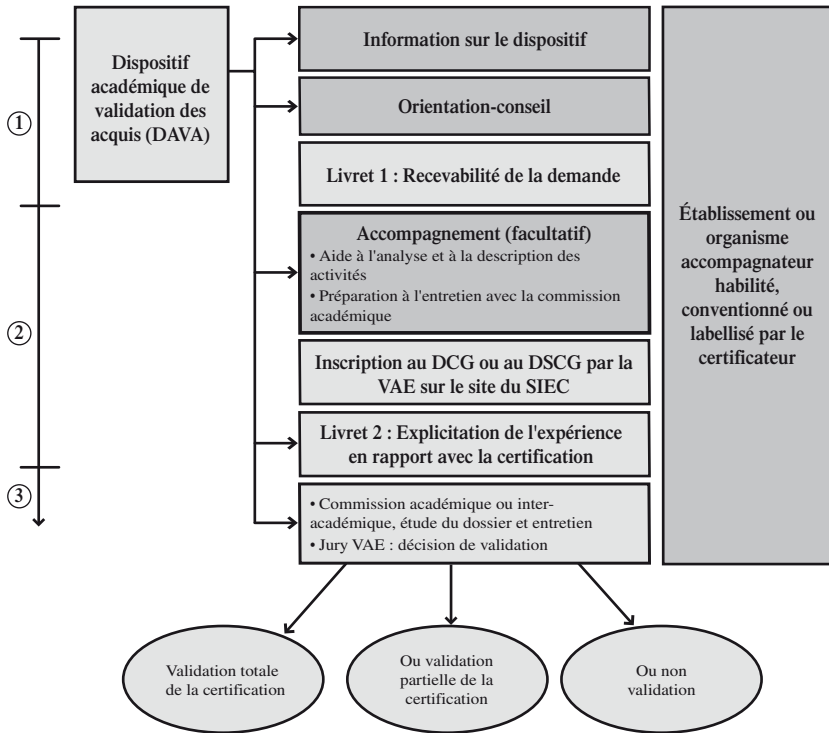 Dispositif
académique de
validation des
acquis (DAVA)
Information sur le dispositif
Orientation-conseil
1
Livret 1 : Recevabilité de la demande
Accompagnement (facultatif)
• Aide à l'analyse et à la description des
activités
• Préparation à l'entretien avec la commission
académique
2
Inscription au DCG ou au DSCG par la
VAE sur le site du SIEC
Livret 2 : Explicitation de l'expérience
en rapport avec la certification
3
• Commission académique ou inter-
académique, étude du dossier et entretien
• Jury VAE : décision de validation
Établissement ou
organisme
accompagnateur
habilité,
conventionné ou
labellisé par le
certificateur
Validation totale
de la certification
Ou validation
partielle de la
certification
Ou non
validation